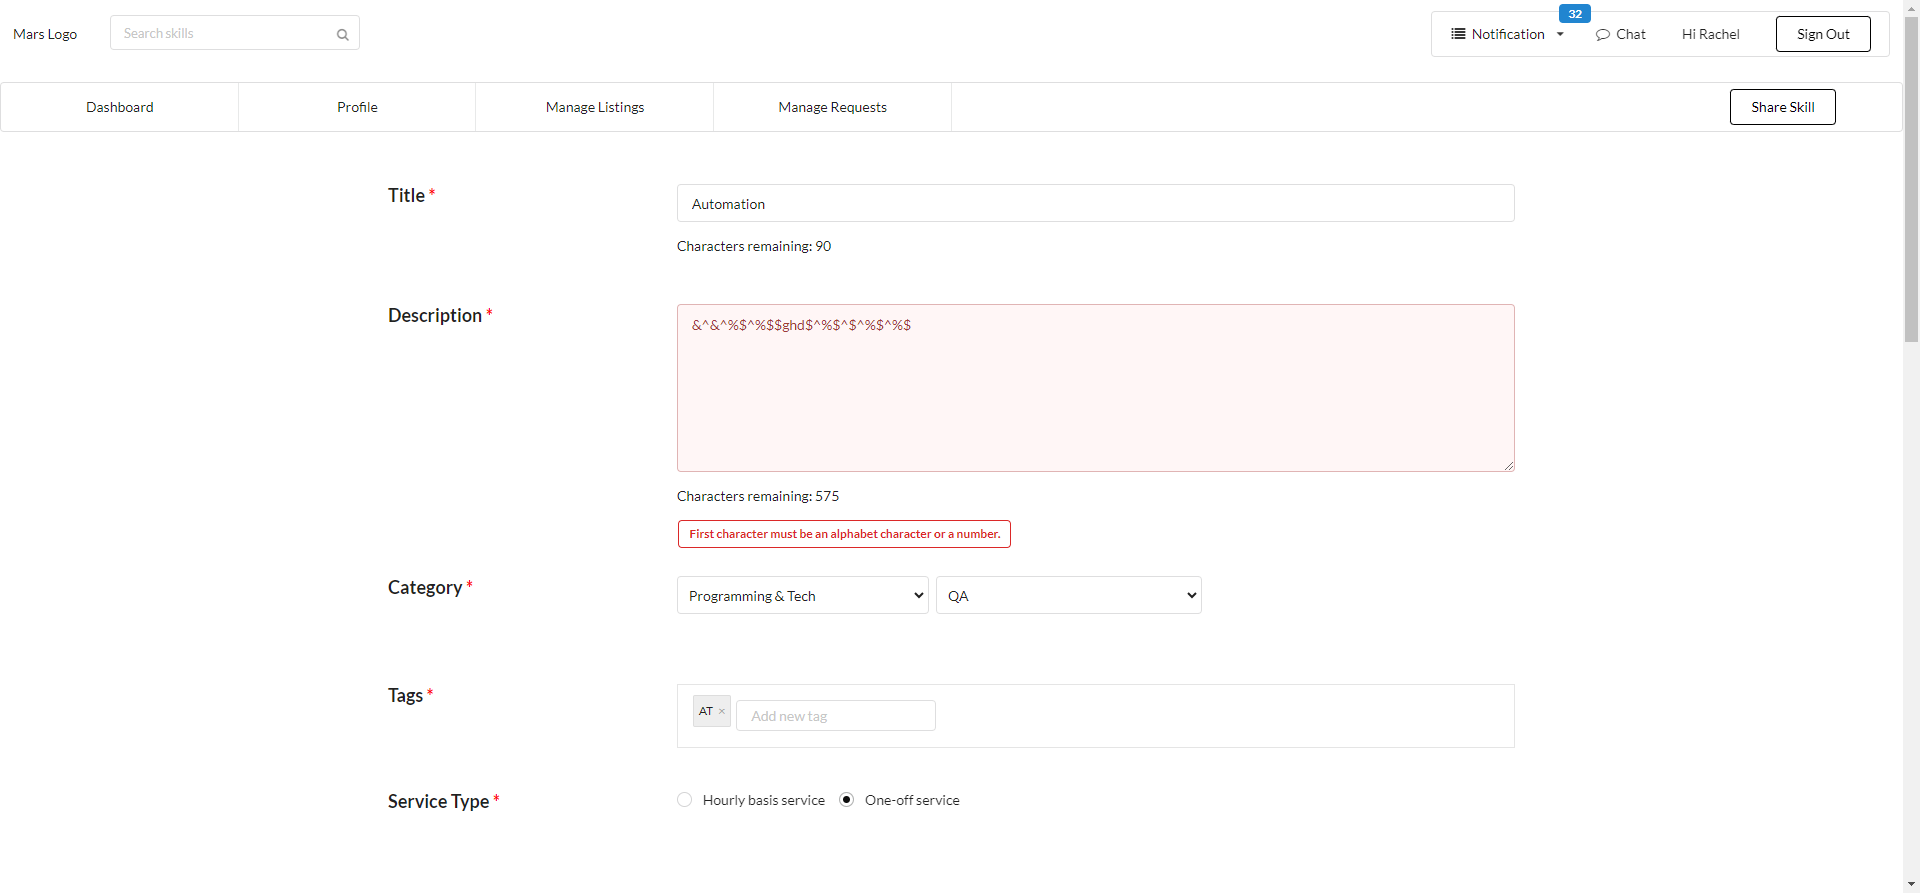 Mars Logo
Search skills
32
Notification
Chat
Hi Rachel
Sign Out
Dashboard
Profile
Manage Listings
Manage Requests
Share Skill
Title *
Automation
Characters remaining: 90
Description *
&^&^%$^%$$ghd$^%$^$^%$^%$
Characters remaining: 575
First character must be an alphabet character or a number.
Category *
Programming & Tech
QA
Tags *
AT ×
Add new tag
Service Type *
Hourly basis service
One-off service